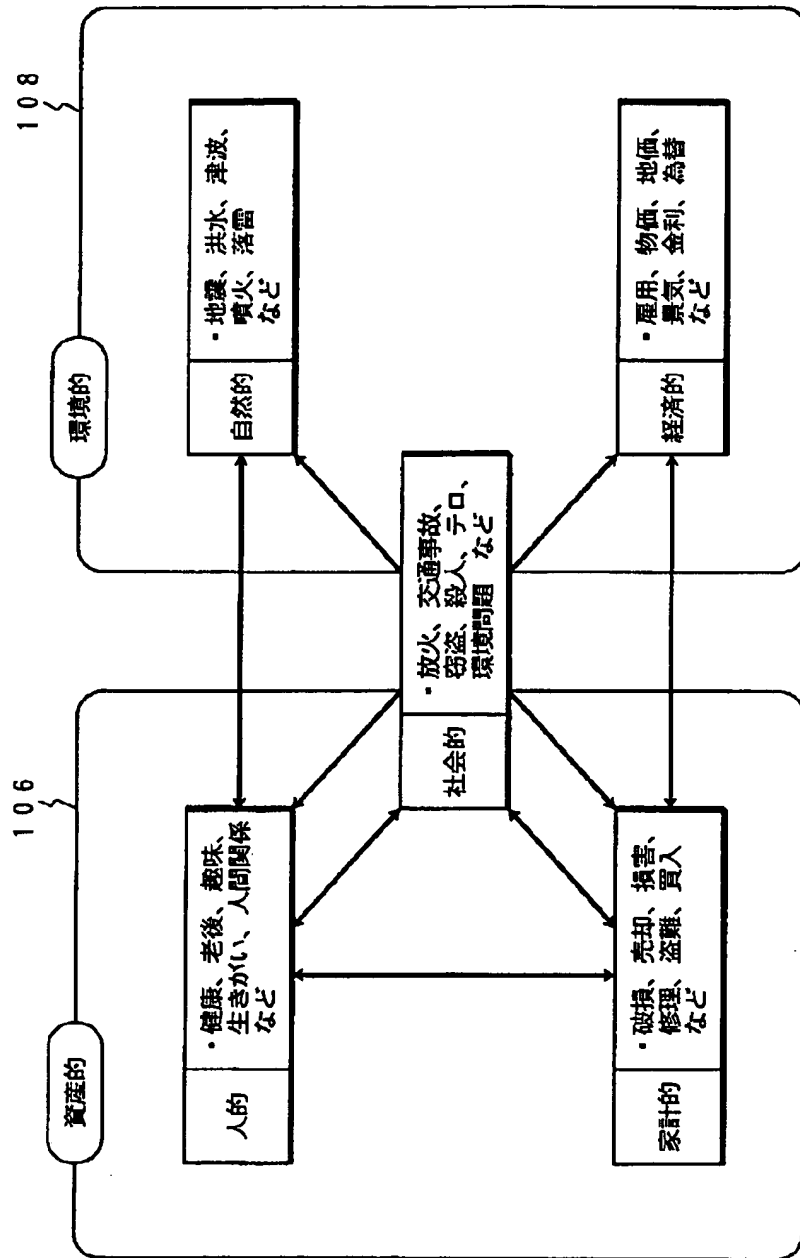 106
資産的
人的
・健康、老後、趣味、
生きがい、人間関係
など
家計的
・破損、売却、損害、
修理、盗難、買入
など
社会的
・放火、交通事故、
窃盗、殺人、テロ、
環境問題 など
108
環境的
自然的
・地震、洪水、津波、
噴火、落雷
など
経済的
・雇用、物価、地価、
景気、金利、為替
など